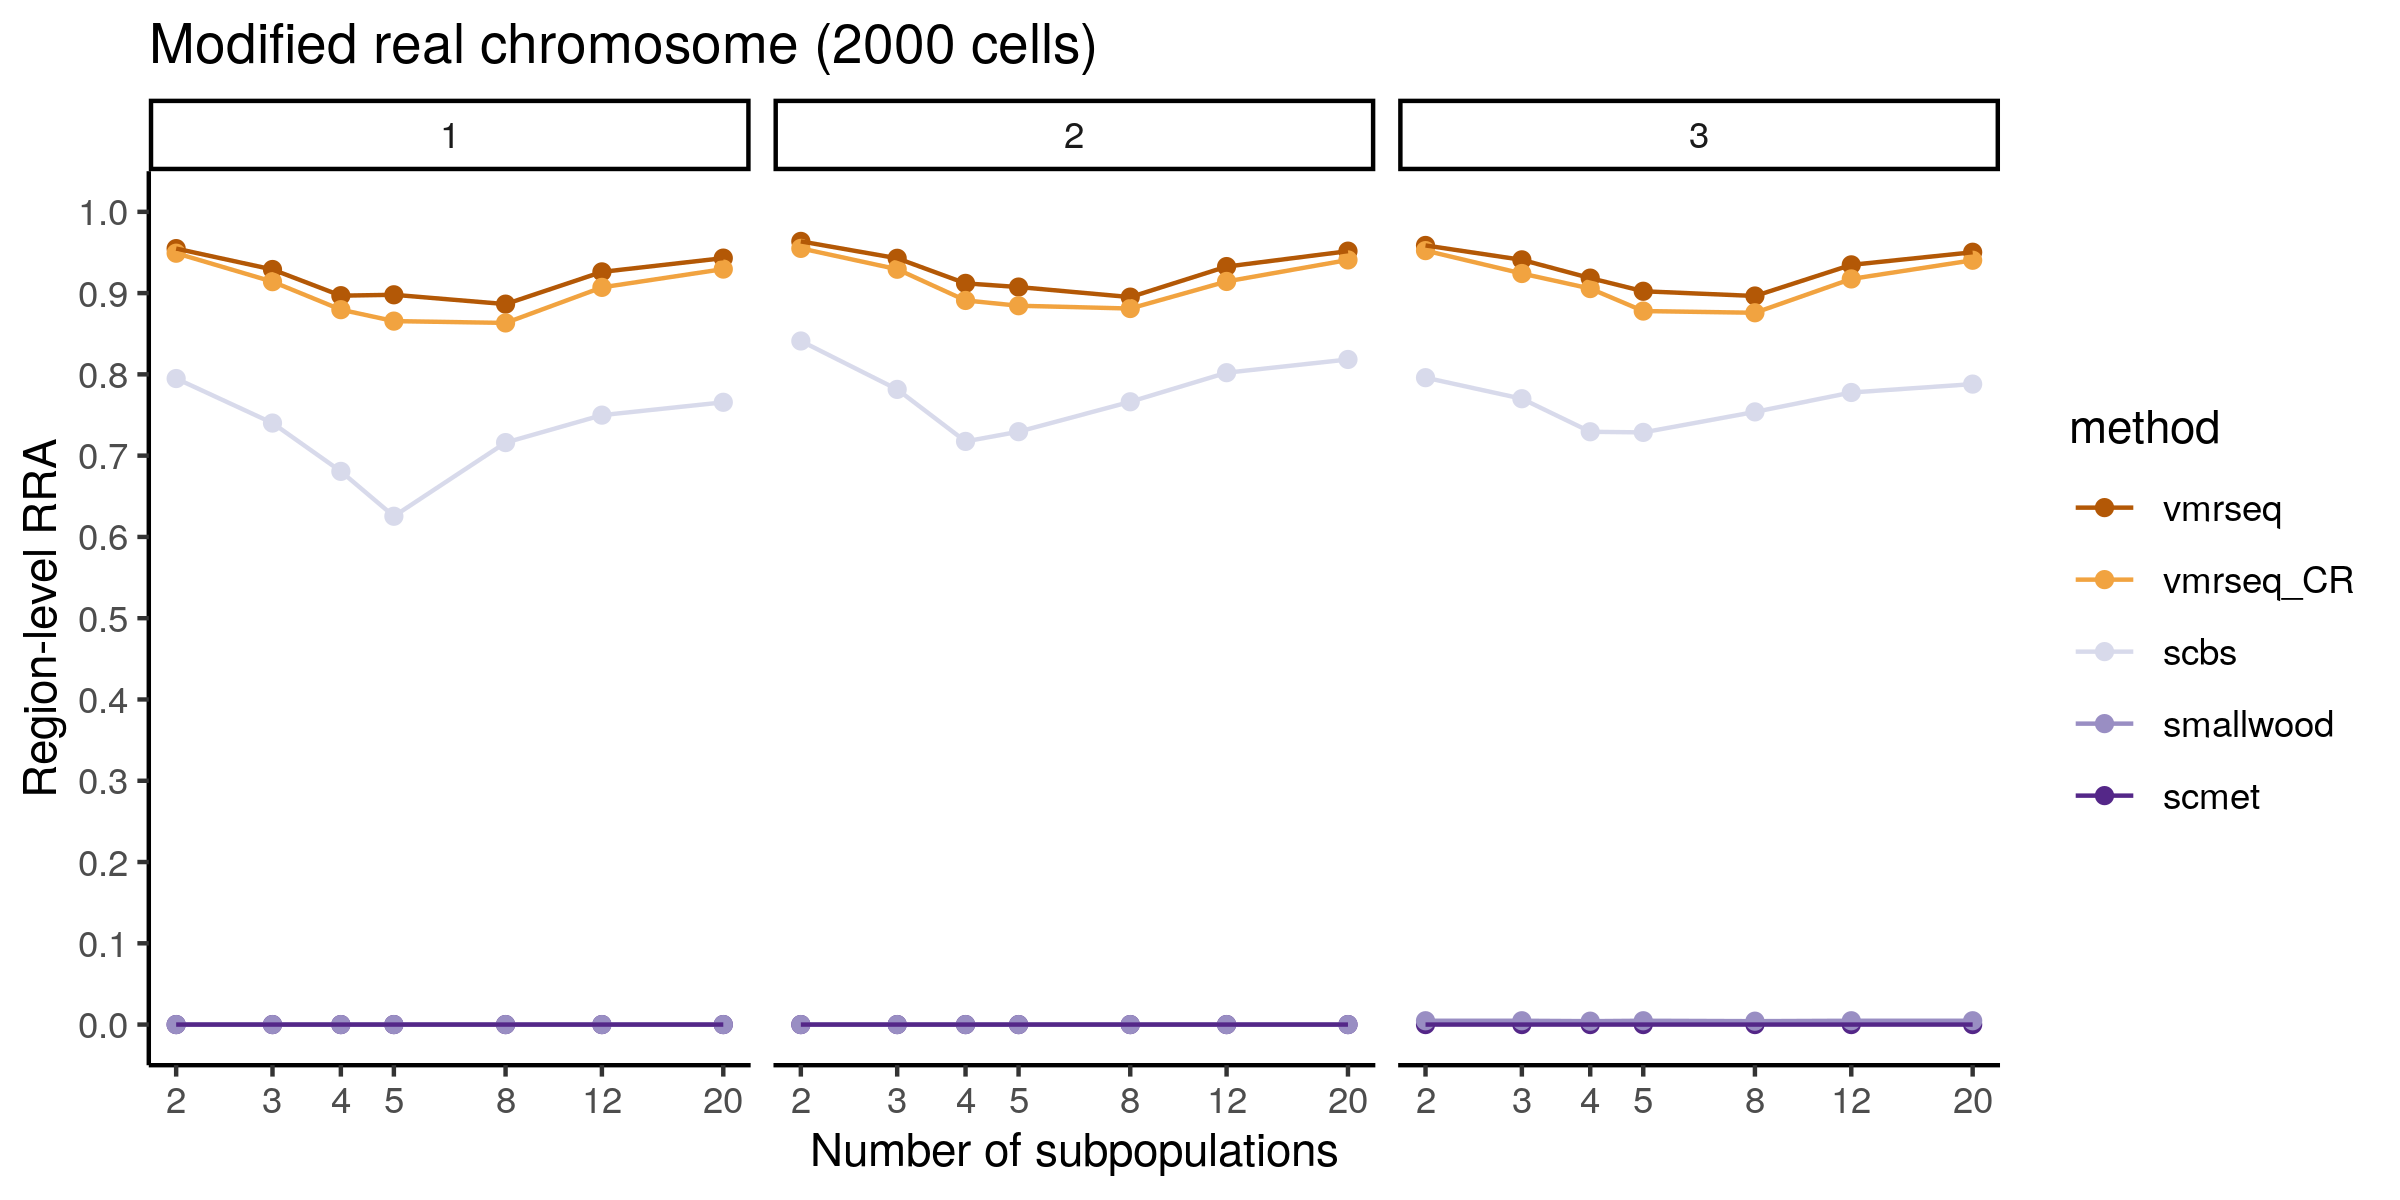 Modified real chromosome (2000 cells)
1 2 3
Region-level RRA
1.0
0.9
0.8
0.7
0.6
0.5
0.4
0.3
0.2
0.1
0.0
2 3 4 5 8 12 20 2 3 4 5 8 12 20 2 3 4 5 8 12 20
Number of subpopulations
method
vmrseq
vmrseq_CR
scbs
smallwood
scmet